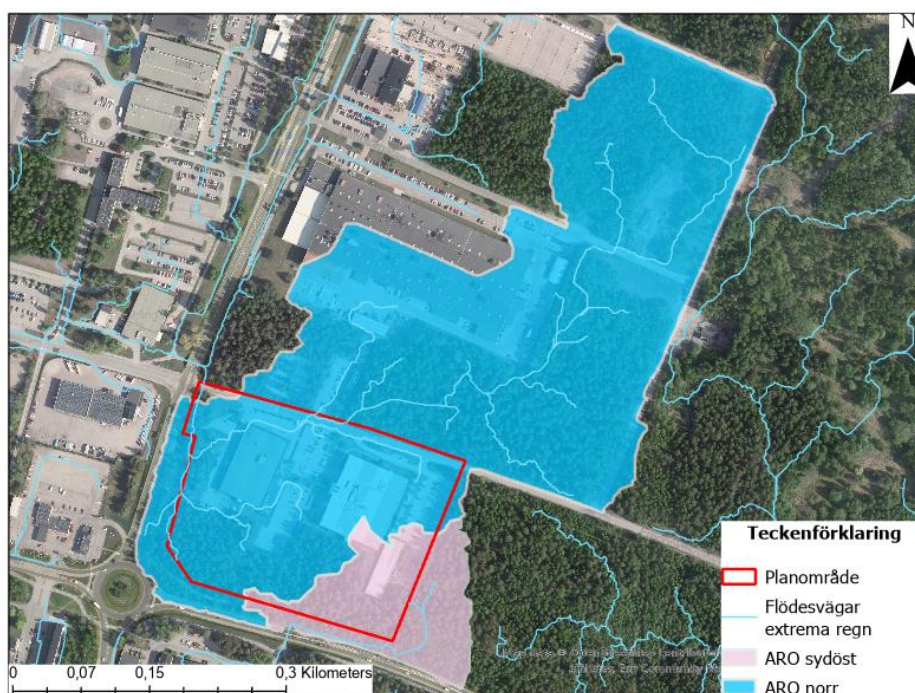 N
Teckenförklaring
Planområde
Flödesvägar
extrema regn
ARO sydöst
ARO norr
0 0,07 0,15 0,3 Kilometers